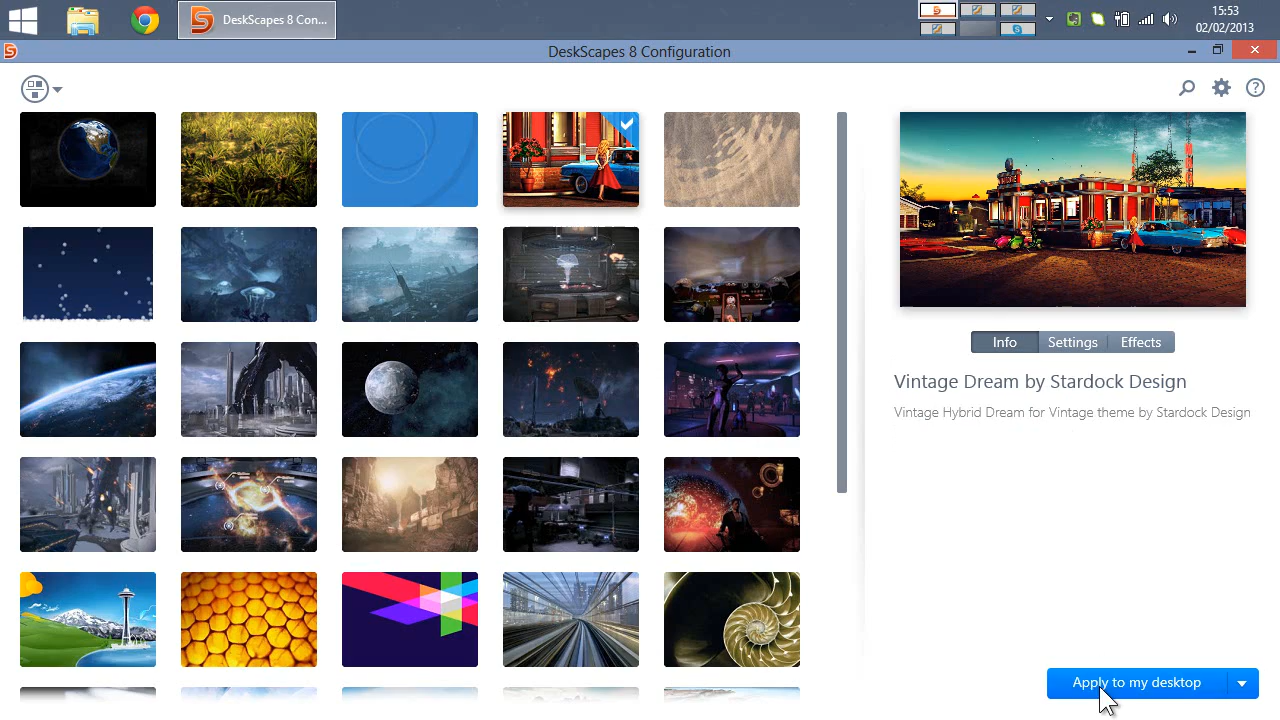 DeskScapes 8 Con...
15:53
02/02/2013
DeskScapes 8 Configuration
Info
Settings
Effects
Vintage Dream by Stardock Design
Vintage Hybrid Dream for Vintage theme by Stardock Design
Apply to my desktop